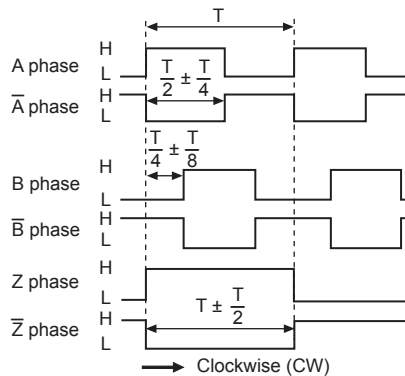 T
H
A phase
L
T/2 ± T/4
H
A̅ phase
L
T/4 ± T/8
H
B phase
L
H
B̅ phase
L
H
Z phase
L
T ± T/2
H
Z̅ phase
L
Clockwise (CW)